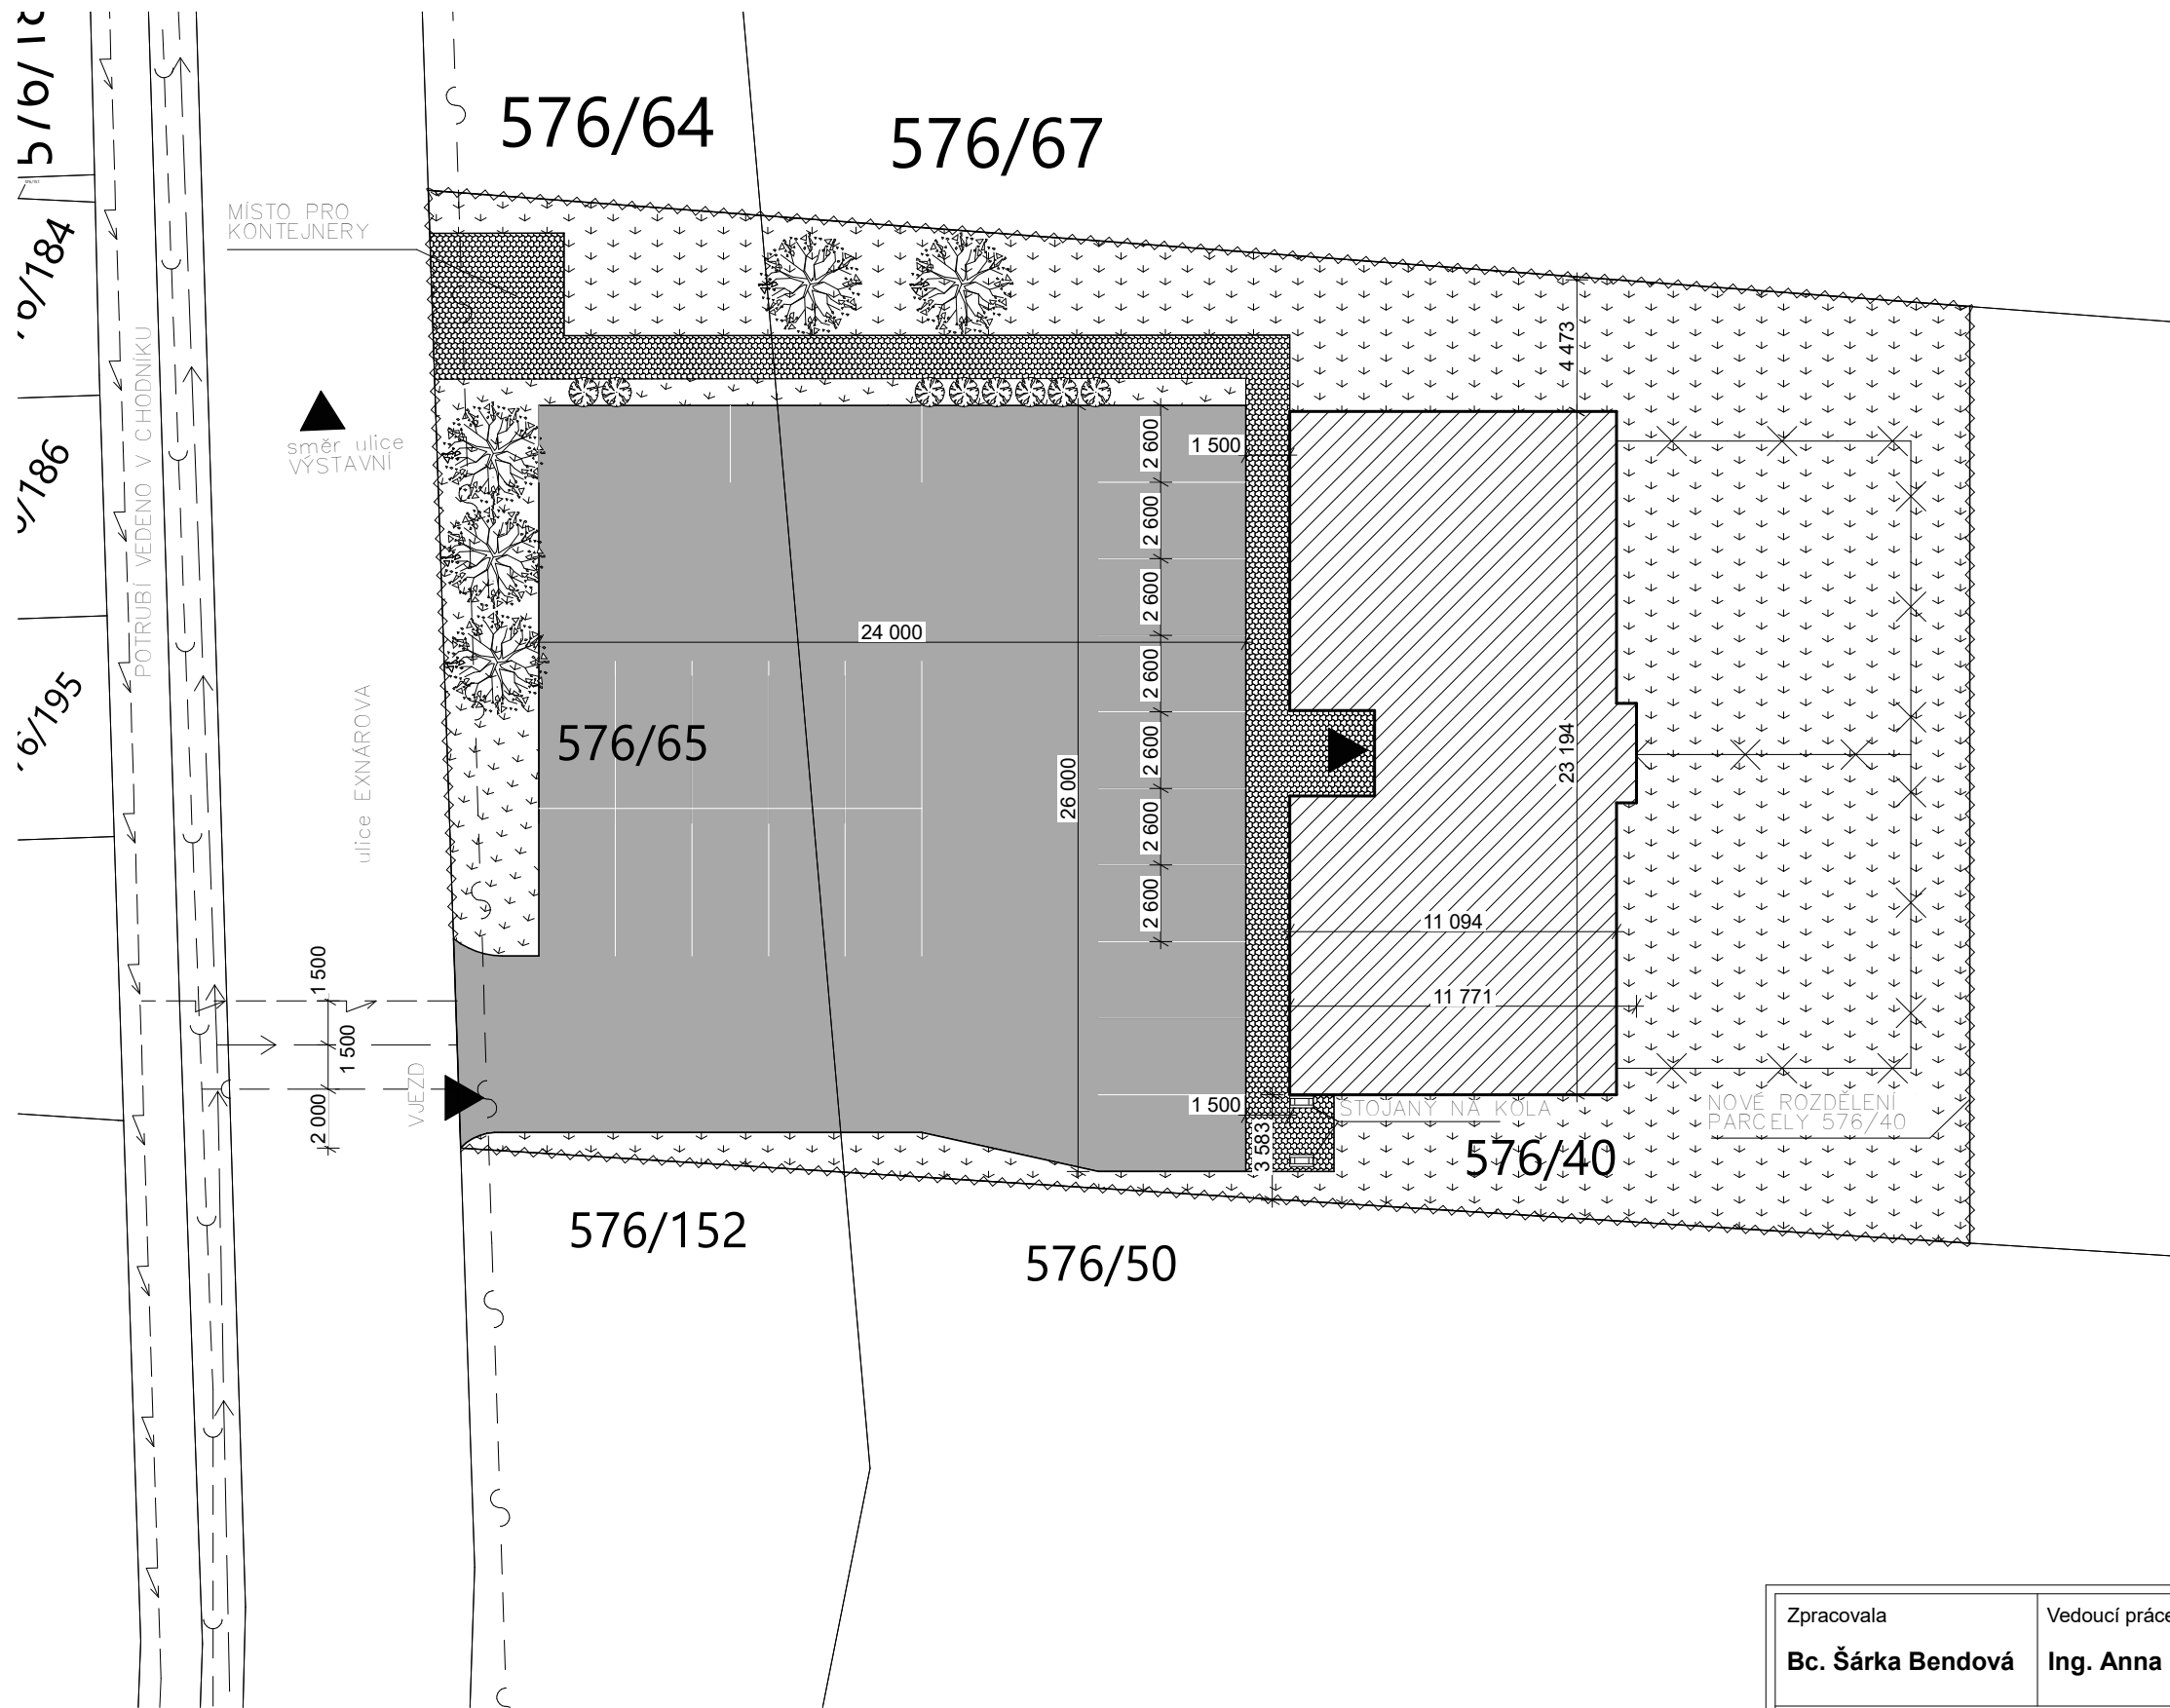 576/64
576/67
MÍSTO PRO
KONTEJNERY
POTRUBÍ VEDENO V CHODNÍKU
směr ulice
VÝSTAVNÍ
ulice EXNÁROVA
4 473
2 600
1 500
2 600
2 600
24 000
2 600
576/65
2 600
26 000
23 194
2 600
2 600
11 094
1 500
11 771
1 500
VJEZD
2 000
1 500
STOJANY NA KOLA
3 583
NOVÉ ROZDĚLENÍ
PARCELY 576/40
576/40
576/152
576/50
Zpracovala
Vedoucí práce
Bc. Šárka Bendová
Ing. Anna